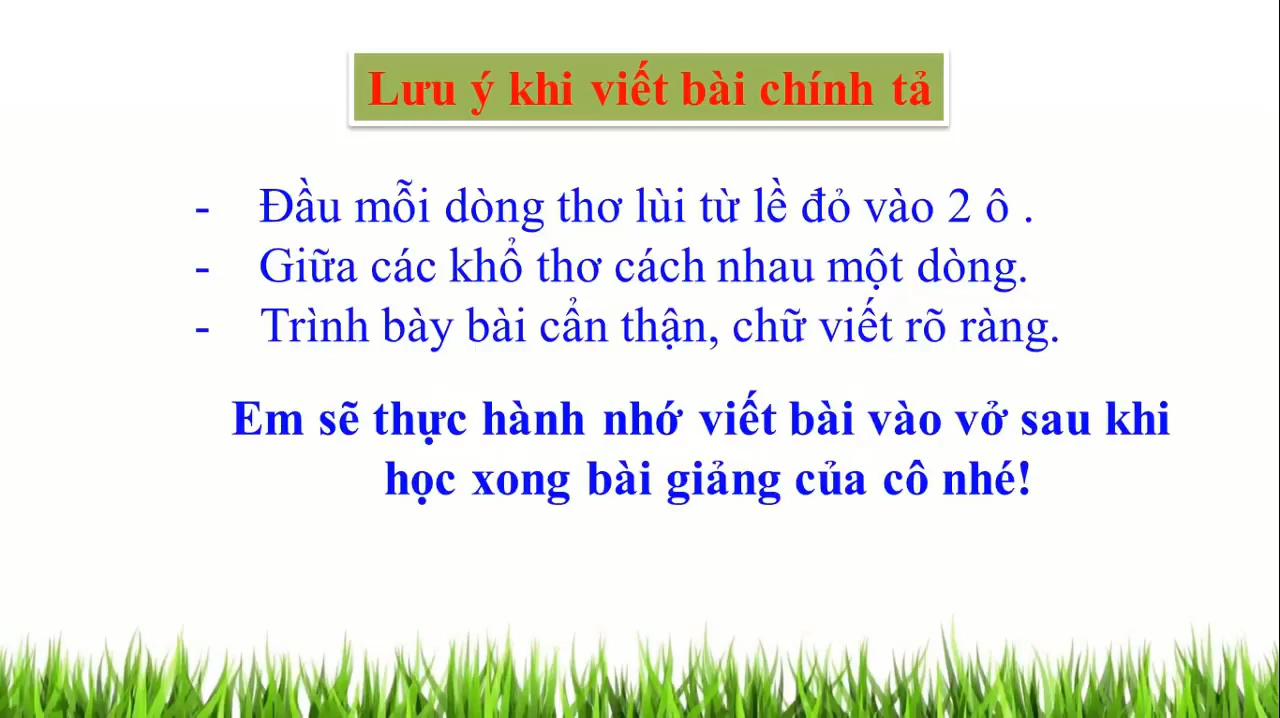 Lưu ý khi viết bài chính tả
- Đầu mỗi dòng thơ lùi từ lề đỏ vào 2 ô .
- Giữa các khổ thơ cách nhau một dòng.
- Trình bày bài cẩn thận, chữ viết rõ ràng.
Em sẽ thực hành nhớ viết bài vào vở sau khi
học xong bài giảng của cô nhé!